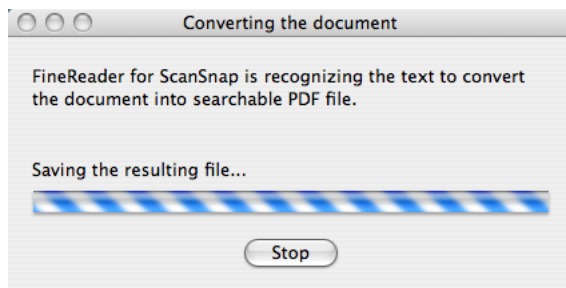 Converting the document
FineReader for ScanSnap is recognizing the text to convert
the document into searchable PDF file.
Saving the resulting file...
Stop